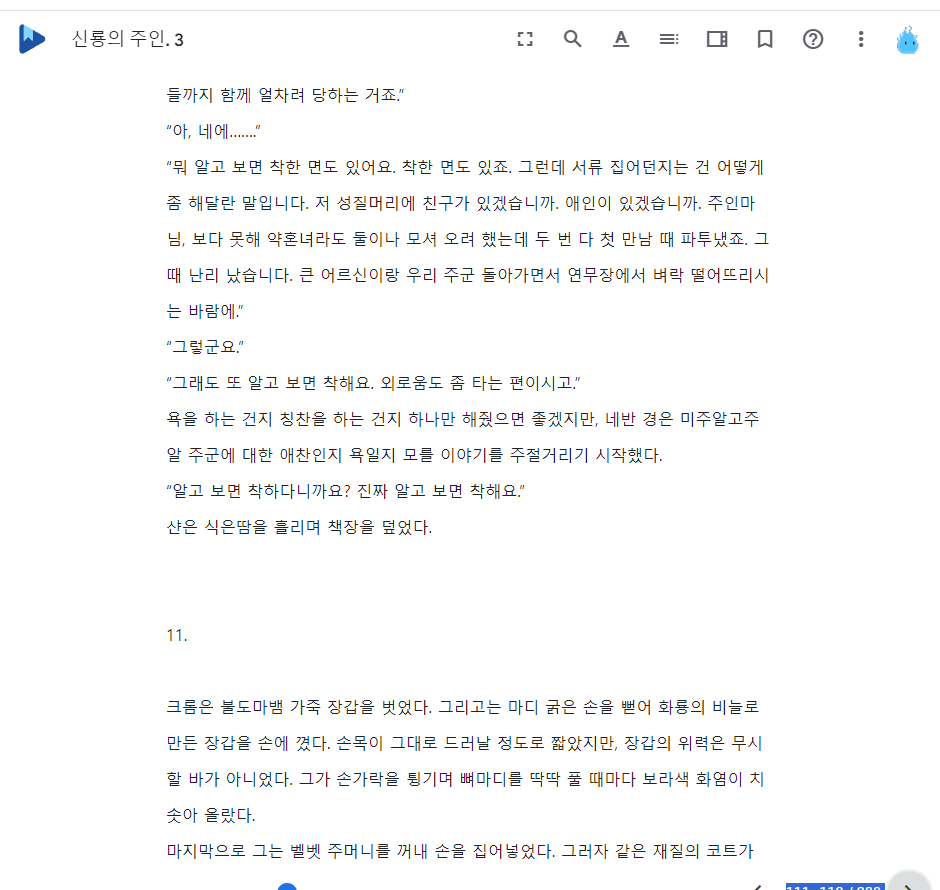 신룡의 주인. 3
들까지 함께 얼차려 당하는 거죠.”
“아, 네에.......”
“뭐 알고 보면 착한 면도 있어요. 착한 면도 있죠. 그런데 서류 집어던지는 건 어떻게
좀 해달란 말입니다. 저 성질머리에 친구가 있겠습니까. 애인이 있겠습니까. 주인마
님, 보다 못해 약혼녀라도 둘이나 모셔 오려 했는데 두 번 다 첫 만남 때 파투냈죠. 그
때 난리 났습니다. 큰 어르신이랑 우리 주군 돌아가면서 연무장에서 벼락 떨어뜨리시
는 바람에.”
“그렇군요.”
“그래도 또 알고 보면 착해요. 외로움도 좀 타는 편이시고.”
욕을 하는 건지 칭찬을 하는 건지 하나만 해줬으면 좋겠지만, 네반 경은 미주알고주
알 주군에 대한 애찬인지 욕일지 모를 이야기를 주절거리기 시작했다.
“알고 보면 착하다니까요? 진짜 알고 보면 착해요.”
샨은 식은땀을 흘리며 책장을 덮었다.
11.
크롬은 불도마뱀 가죽 장갑을 벗었다. 그리고는 마디 굵은 손을 뻗어 화룡의 비늘로
만든 장갑을 손에 꼈다. 손목이 그대로 드러날 정도로 짧았지만, 장갑의 위력은 무시
할 바가 아니었다. 그가 손가락을 튕기며 뼈마디를 딱딱 풀 때마다 보라색 화염이 치
솟아 올랐다.
마지막으로 그는 벨벳 주머니를 꺼내 손을 집어넣었다. 그러자 같은 재질의 코트가